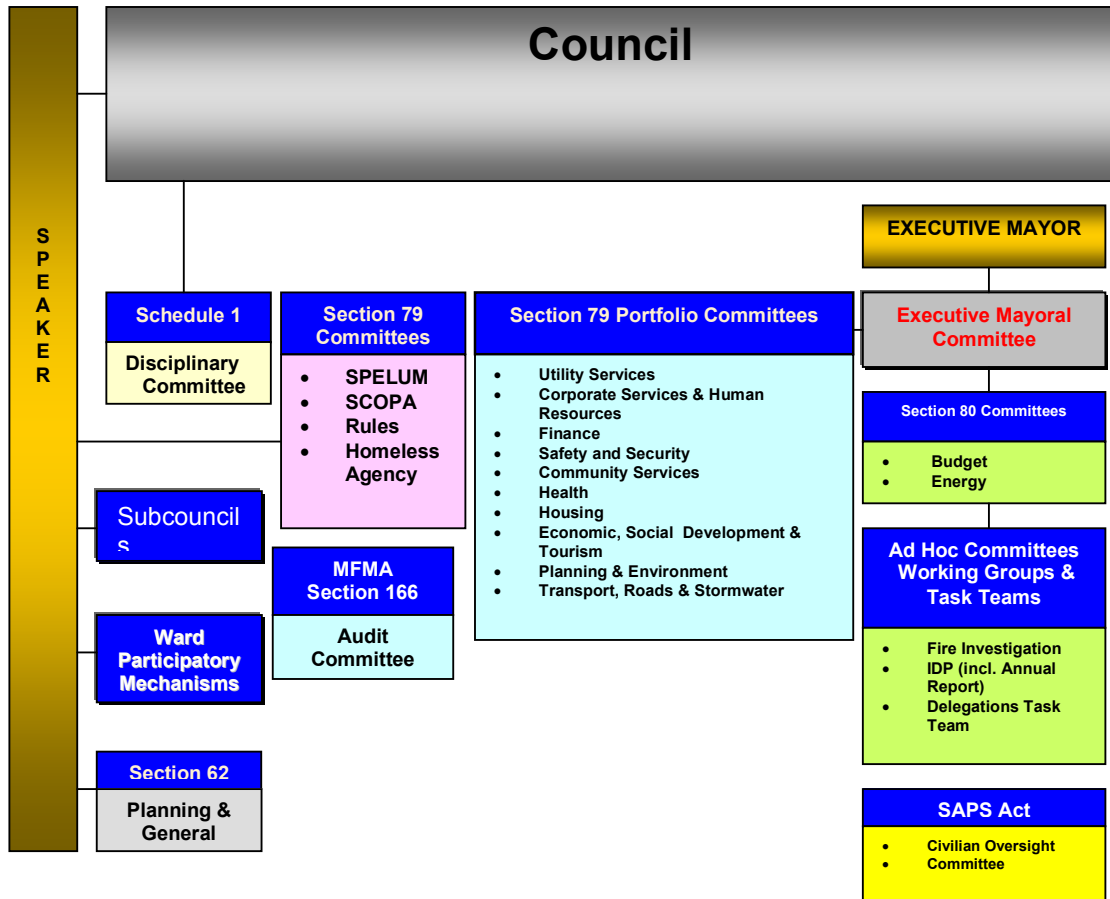 Council
SPEAKER
EXECUTIVE MAYOR
Schedule 1
Disciplinary
Committee
Section 79
Committees
• SPELUM
• SCOPA
• Rules
• Homeless
Agency
Section 79 Portfolio Committees
• Utility Services
• Corporate Services & Human
Resources
• Finance
• Safety and Security
• Community Services
• Health
• Housing
• Economic, Social Development &
Tourism
• Planning & Environment
• Transport, Roads & Stormwater
Executive Mayoral
Committee
Section 80 Committees
• Budget
• Energy
Subcouncil
s
MFMA
Section 166
Audit
Committee
Ad Hoc Committees
Working Groups &
Task Teams
• Fire Investigation
• IDP (incl. Annual
Report)
• Delegations Task
Team
Ward
Participatory
Mechanisms
Section 62
Planning &
General
SAPS Act
• Civilian Oversight
• Committee